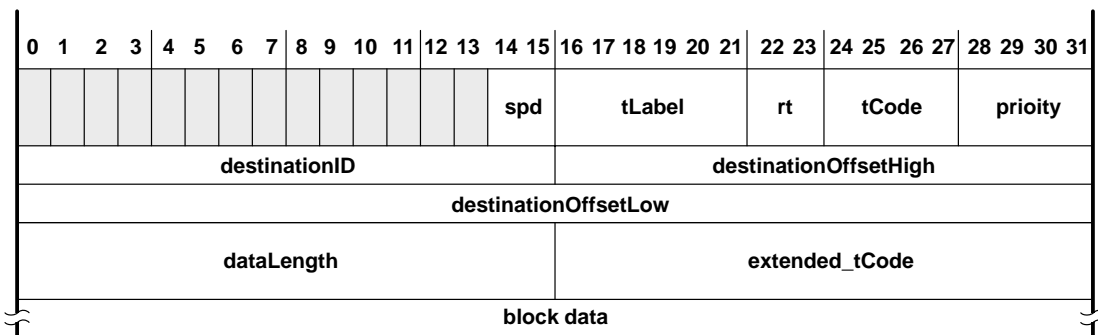 0 1 2 3 4 5 6 7 8 9 10 11 12 13 14 15 16 17 18 19 20 21 22 23 24 25 26 27 28 29 30 31
spd tLabel rt tCode prioity
destinationID destinationOffsetHigh
destinationOffsetLow
dataLength extended_tCode
block data